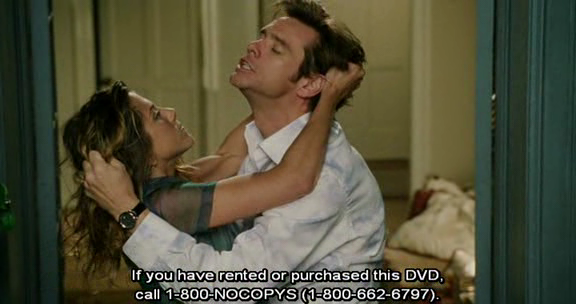 If you have rented or purchased this DVD,
call 1-800-NOCOPYS (1-800-662-6797).